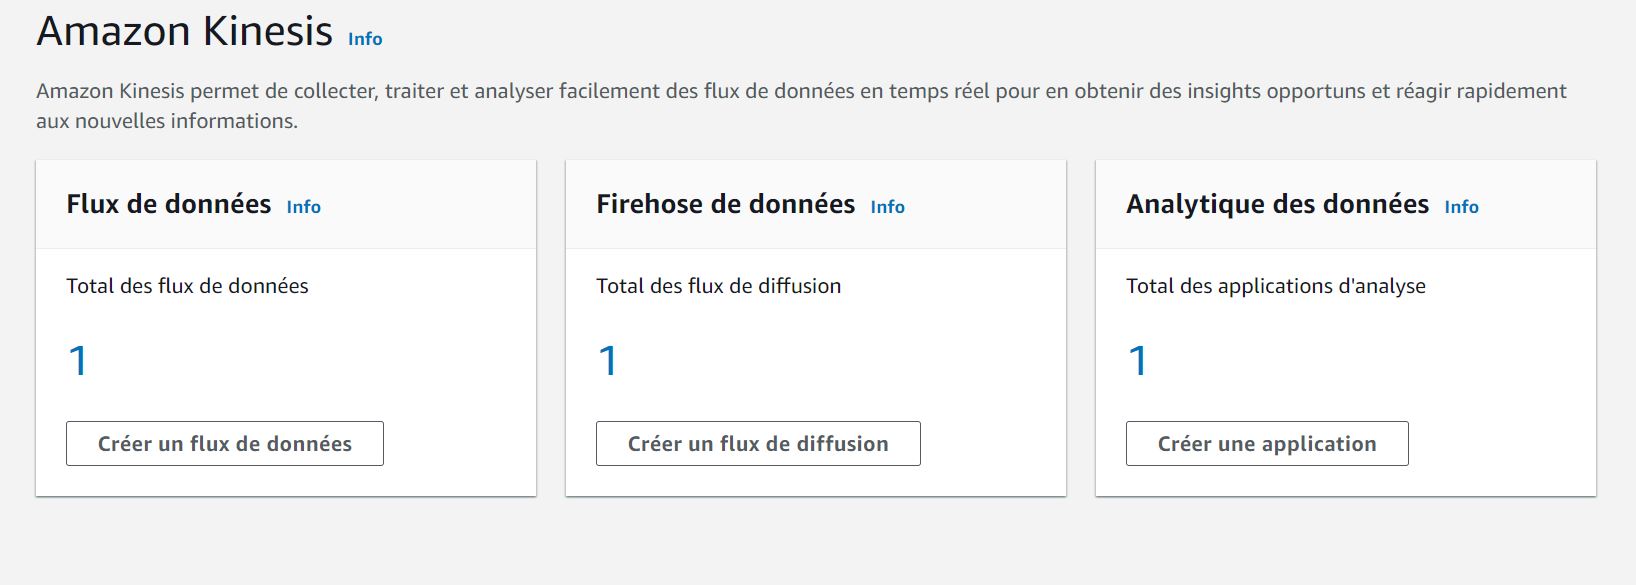 Amazon Kinesis Info
Amazon Kinesis permet de collecter, traiter et analyser facilement des flux de données en temps réel pour en obtenir des insights opportuns et réagir rapidement
aux nouvelles informations.
Flux de données Info
Total des flux de données
1
Créer un flux de données
Firehose de données Info
Total des flux de diffusion
1
Créer un flux de diffusion
Analytique des données Info
Total des applications d'analyse
1
Créer une application